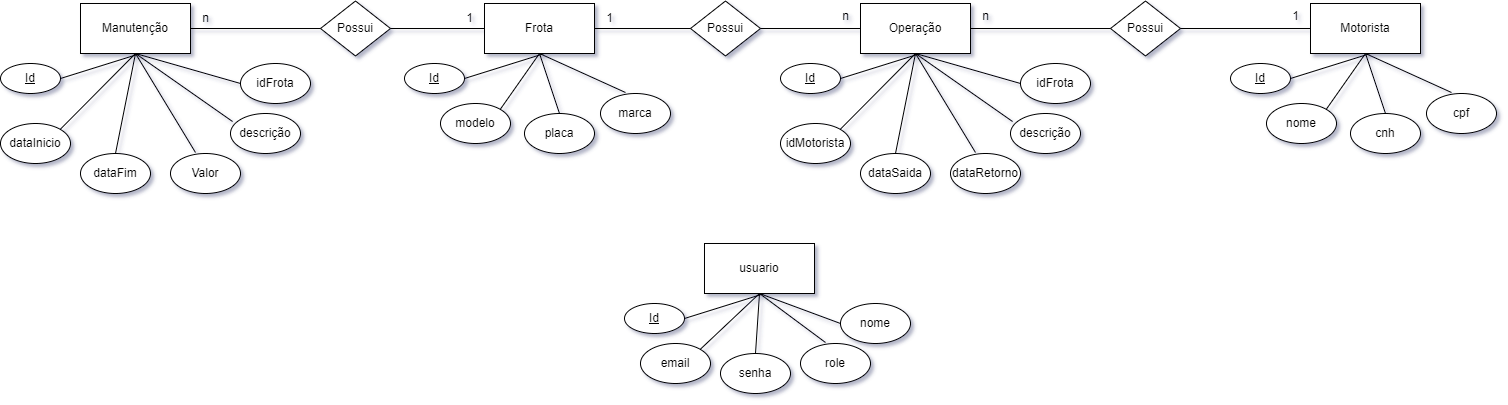 Manutenção
n
Possui
1
Frota
1
Possui
n
Operação
n
Possui
1
Motorista
Id
idFrota
dataInicio
descrição
dataFim
Valor
Id
modelo
placa
marca
Id
idFrota
idMotorista
descrição
dataSaida
dataRetorno
Id
nome
cnh
cpf
usuario
Id
nome
email
senha
role